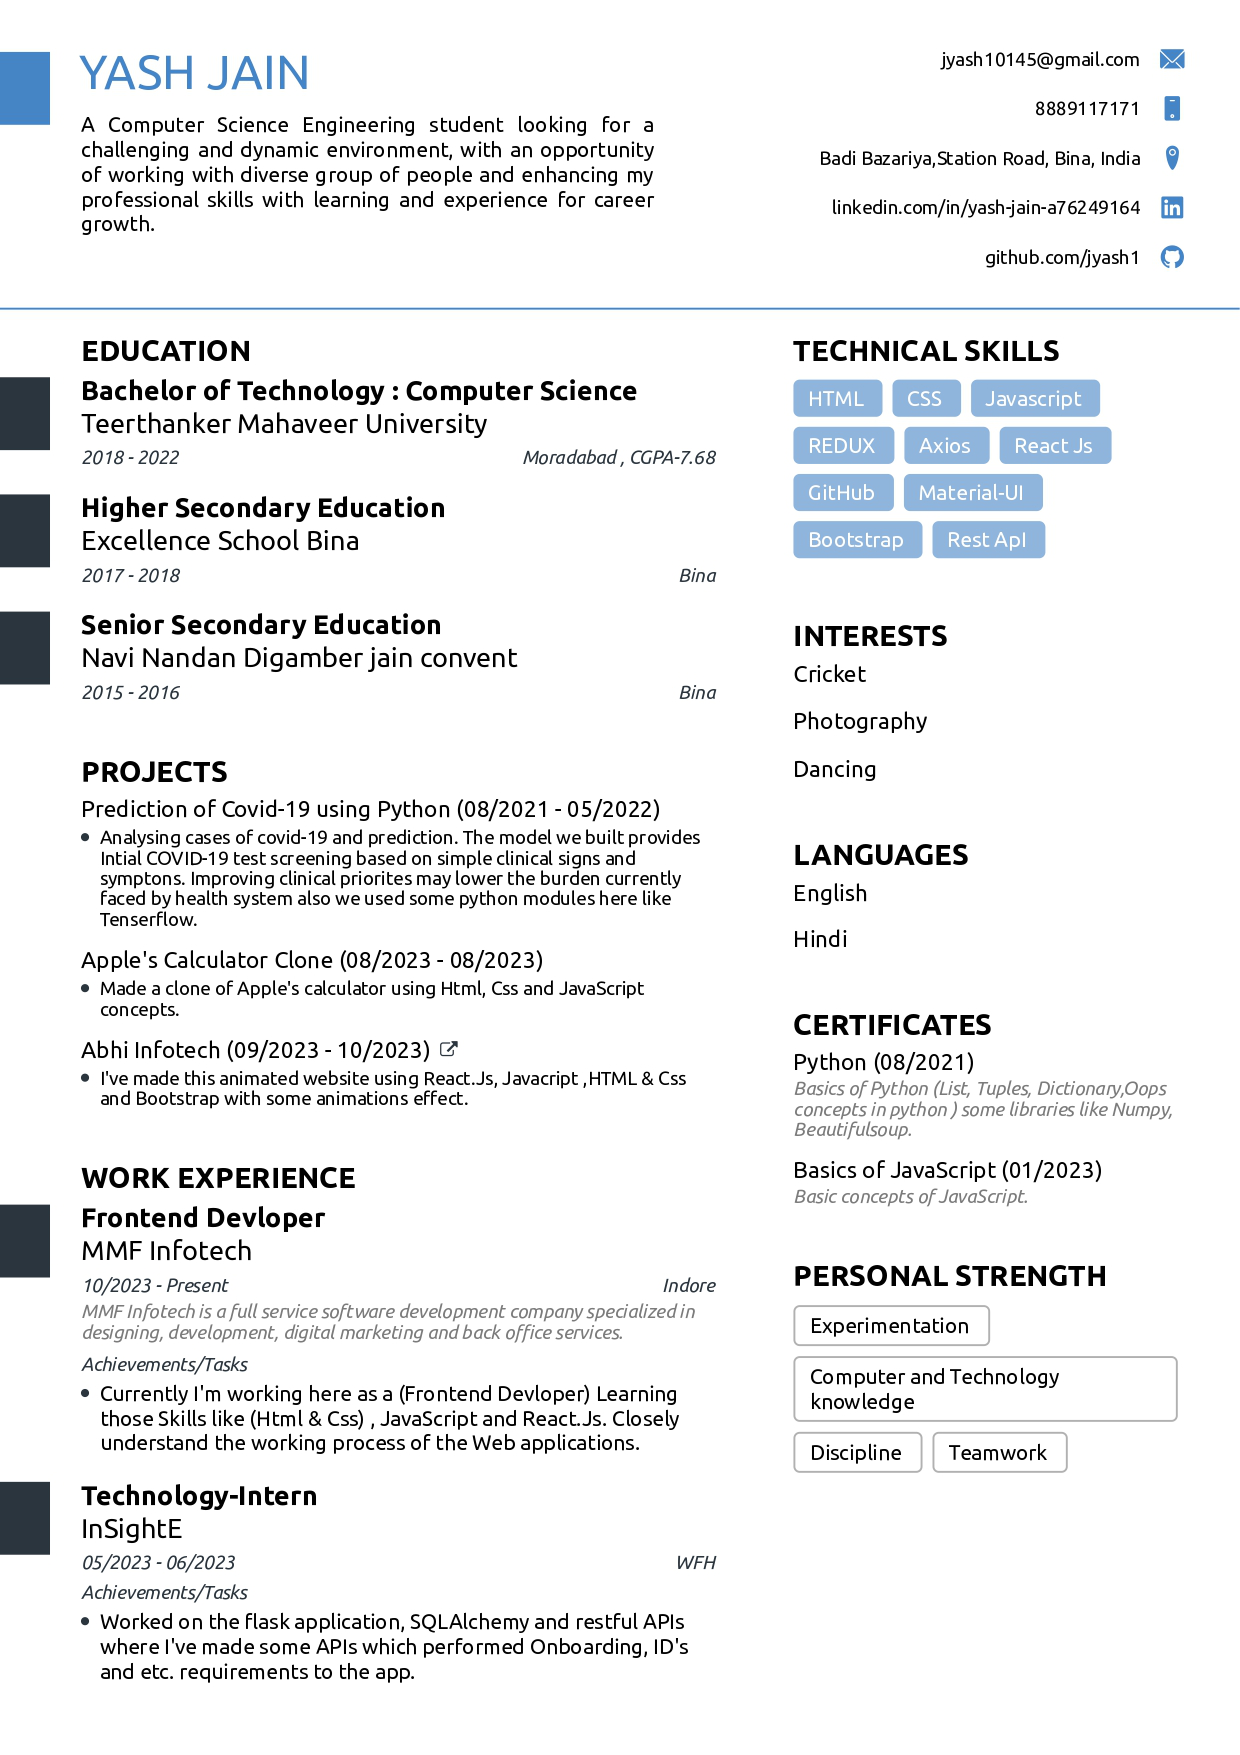 YASH JAIN
A Computer Science Engineering student looking for a
challenging and dynamic environment, with an opportunity
of working with diverse group of people and enhancing my
professional skills with learning and experience for career
growth.
jyash10145@gmail.com
8889117171
Badi Bazariya,Station Road, Bina, India
linkedin.com/in/yash-jain-a76249164
github.com/jyash1
EDUCATION
Bachelor of Technology : Computer Science
Teerthanker Mahaveer University
2018 - 2022 Moradabad , CGPA-7.68
Higher Secondary Education
Excellence School Bina
2017 - 2018 Bina
Senior Secondary Education
Navi Nandan Digamber jain convent
2015 - 2016 Bina
PROJECTS
Prediction of Covid-19 using Python (08/2021 - 05/2022)
Analysing cases of covid-19 and prediction. The model we built provides
Intial COVID-19 test screening based on simple clinical signs and
symptons. Improving clinical priorites may lower the burden currently
faced by health system also we used some python modules here like
Tenserflow.
Apple's Calculator Clone (08/2023 - 08/2023)
Made a clone of Apple's calculator using Html, Css and JavaScript
concepts.
Abhi Infotech (09/2023 - 10/2023)
I've made this animated website using React.Js, Javacript ,HTML & Css
and Bootstrap with some animations effect.
WORK EXPERIENCE
Frontend Devloper
MMF Infotech
10/2023 - Present Indore
MMF Infotech is a full service software development company specialized in
designing, development, digital marketing and back office services.
Achievements/Tasks
Currently I'm working here as a (Frontend Devloper) Learning
those Skills like (Html & Css) , JavaScript and React.Js. Closely
understand the working process of the Web applications.
Technology-Intern
InSightE
05/2023 - 06/2023 WFH
Achievements/Tasks
Worked on the flask application, SQLAlchemy and restful APIs
where I've made some APIs which performed Onboarding, ID's
and etc. requirements to the app.
TECHNICAL SKILLS
HTML CSS Javascript
REDUX Axios React Js
GitHub Material-UI
Bootstrap Rest ApI
INTERESTS
Cricket
Photography
Dancing
LANGUAGES
English
Hindi
CERTIFICATES
Python (08/2021)
Basics of Python (List, Tuples, Dictionary,Oops
concepts in python ) some libraries like Numpy,
Beautifulsoup.
Basics of JavaScript (01/2023)
Basic concepts of JavaScript.
PERSONAL STRENGTH
Experimentation
Computer and Technology
knowledge
Discipline Teamwork